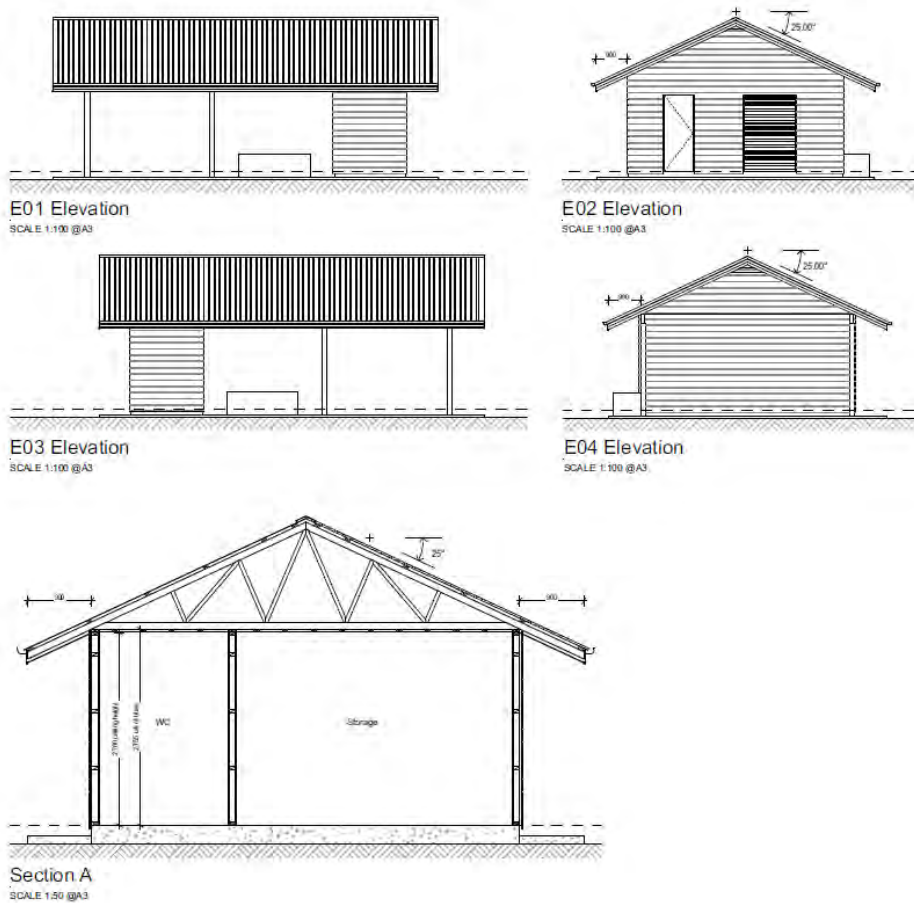 25.00°
900
E01 Elevation
SCALE 1:100 @A3
E02 Elevation
SCALE 1:100 @A3
25.00°
900
E03 Elevation
SCALE 1:100 @A3
E04 Elevation
SCALE 1:100 @A3
25°
900
900
WC
Storage
Section A
SCALE 1:50 @A3